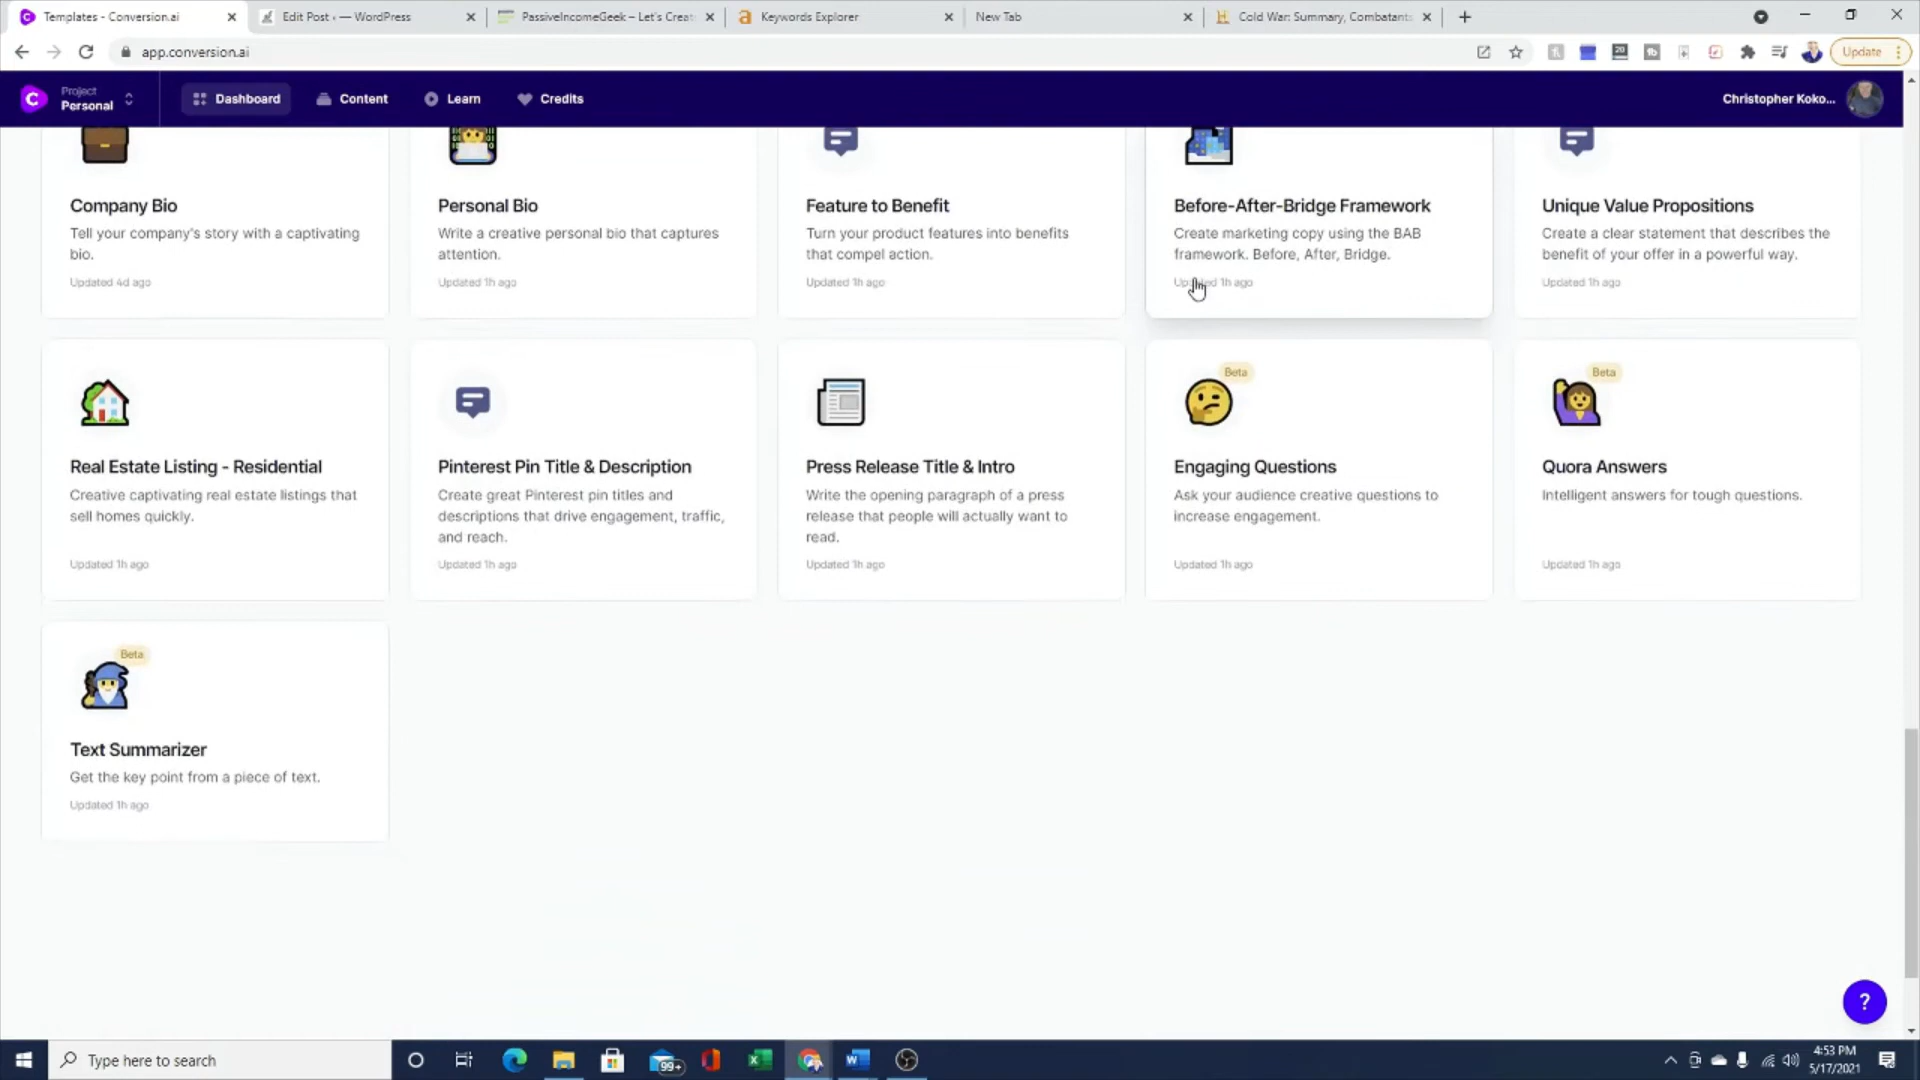 Templates - Conversion.ai
Edit Post ‹ — WordPress
PassiveIncomeGeek – Let's Creat
Keywords Explorer
New Tab
Cold War: Summary, Combatants
app.conversion.ai
Update
Project
Personal
Dashboard
Content
Learn
Credits
Christopher Koko...
Company Bio
Tell your company's story with a captivating
bio.
Updated 4d ago
Personal Bio
Write a creative personal bio that captures
attention.
Updated 1h ago
Feature to Benefit
Turn your product features into benefits
that compel action.
Updated 1h ago
Before-After-Bridge Framework
Create marketing copy using the BAB
framework. Before, After, Bridge.
Updated 1h ago
Unique Value Propositions
Create a clear statement that describes the
benefit of your offer in a powerful way.
Updated 1h ago
Real Estate Listing - Residential
Creative captivating real estate listings that
sell homes quickly.
Updated 1h ago
Pinterest Pin Title & Description
Create great Pinterest pin titles and
descriptions that drive engagement, traffic,
and reach.
Updated 1h ago
Press Release Title & Intro
Write the opening paragraph of a press
release that people will actually want to
read.
Updated 1h ago
Beta
Engaging Questions
Ask your audience creative questions to
increase engagement.
Updated 1h ago
Beta
Quora Answers
Intelligent answers for tough questions.
Updated 1h ago
Beta
Text Summarizer
Get the key point from a piece of text.
Updated 1h ago
?
Type here to search
99+
4:53 PM
5/17/2021